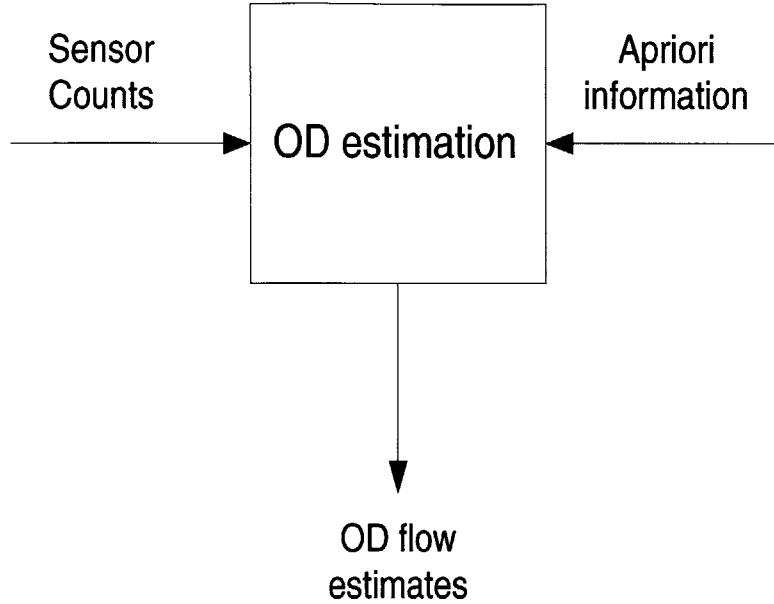 Sensor
Counts
Apriori
information
OD estimation
OD flow
estimates